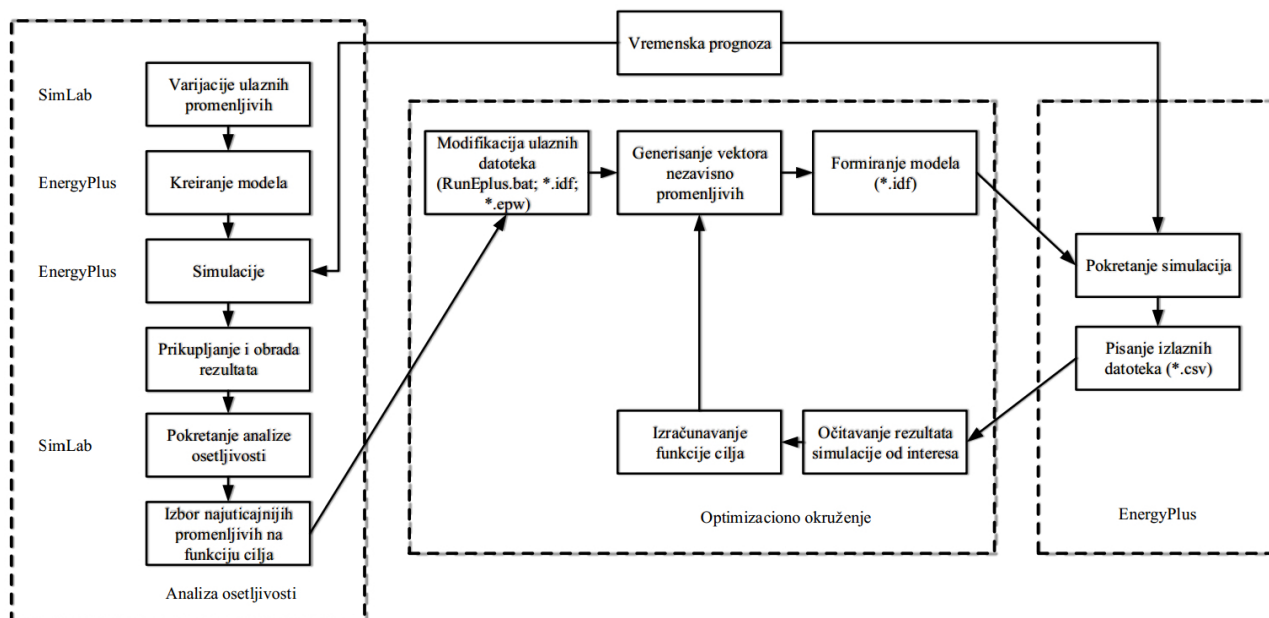 Vremenska prognoza
SimLab
Varijacije ulaznih
promenljivih
EnergyPlus
Kreiranje modela
EnergyPlus
Simulacije
Prikupljanje i obrada
rezultata
SimLab
Pokretanje analize
osetljivosti
Izbor najuticajnijih
promenljivih na
funkciju cilja
Analiza osetljivosti
Modifikacija ulaznih
datoteka
(RunEplus.bat; *.idf;
*.epw)
Generisanje vektora
nezavisno
promenljivih
Formiranje modela
(*.idf)
Izračunavanje
funkcije cilja
Očitavanje rezultata
simulacije od interesa
Optimizaciono okruženje
Pokretanje simulacija
Pisanje izlaznih
datoteka (*.csv)
EnergyPlus